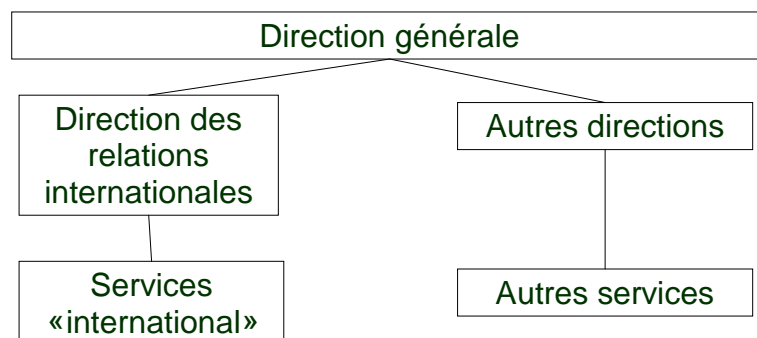 Direction générale
Direction des
relations
internationales
Autres directions
Services
«international»
Autres services